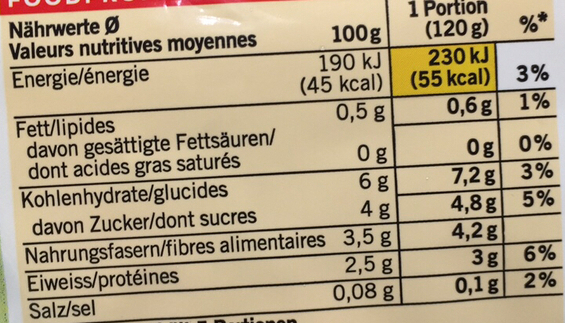 Nährwerte Ø
Valeurs nutritives moyennes 100g 1 Portion (120 g) %*
Energie/énergie 190 kJ (45 kcal) 230 kJ (55 kcal) 3%
Fett/lipides 0,5 g 0,6 g 1%
davon gesättigte Fettsäuren/
dont acides gras saturés 0 g 0 g 0%
Kohlenhydrate/glucides 6 g 7,2 g 3%
davon Zucker/dont sucres 4 g 4,8 g 5%
Nahrungsfasern/fibres alimentaires 3,5 g 4,2 g
Eiweiss/protéines 2,5 g 3 g 6%
Salz/sel 0,08 g 0,1 g 2%